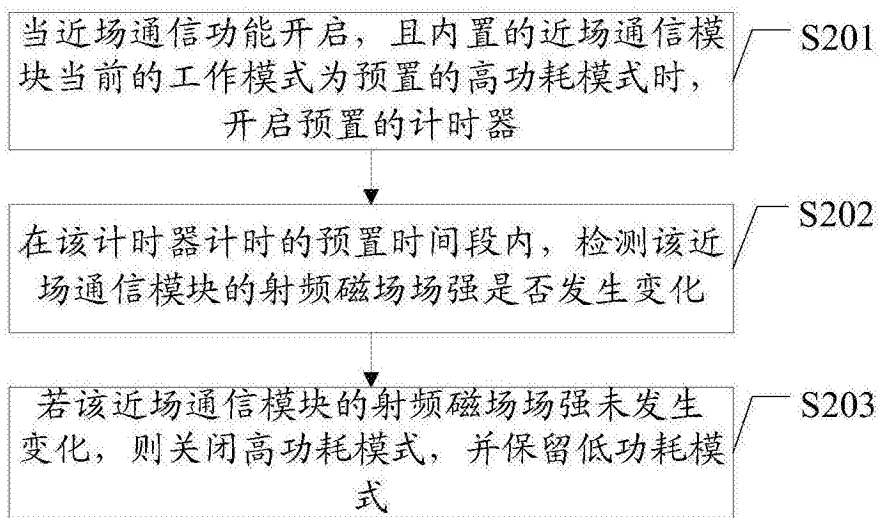 当近场通信功能开启，且内置的近场通信模
块当前的工作模式为预置的高功耗模式时，
开启预置的计时器
S201
在该计时器计时的预置时间段内，检测该近
场通信模块的射频磁场场强是否发生变化
S202
若该近场通信模块的射频磁场场强未发生
变化，则关闭高功耗模式，并保留低功耗模
式
S203